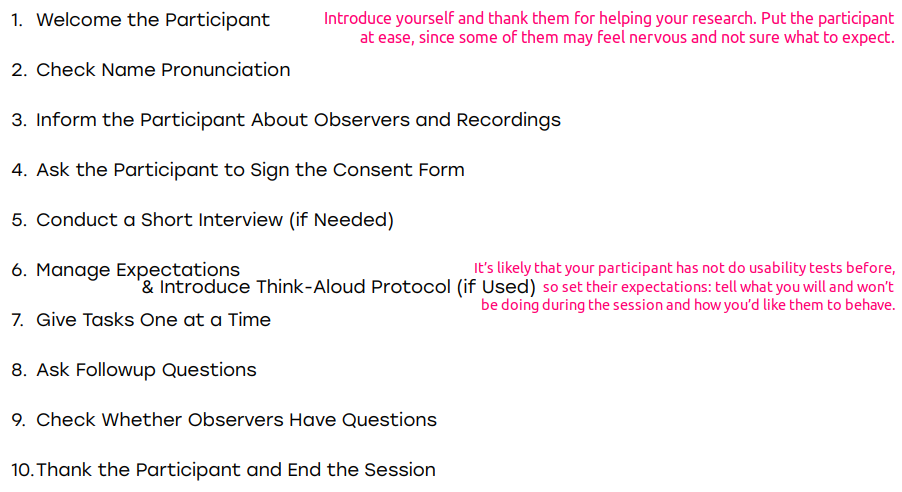 1. Welcome the Participant
Introduce yourself and thank them for helping your research. Put the participant
at ease, since some of them may feel nervous and not sure what to expect.
2. Check Name Pronunciation
3. Inform the Participant About Observers and Recordings
4. Ask the Participant to Sign the Consent Form
5. Conduct a Short Interview (if Needed)
6. Manage Expectations
& Introduce Think-Aloud Protocol (if Used)
It’s likely that your participant has not do usability tests before,
so set their expectations: tell what you will and won’t
be doing during the session and how you’d like them to behave.
7. Give Tasks One at a Time
8. Ask Followup Questions
9. Check Whether Observers Have Questions
10.Thank the Participant and End the Session